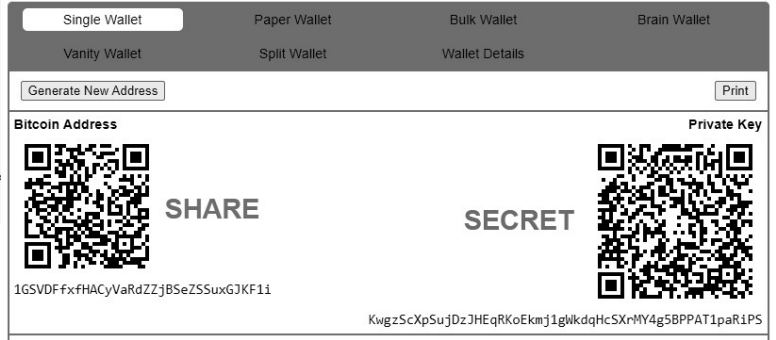 Single Wallet Paper Wallet Bulk Wallet Brain Wallet
Vanity Wallet Split Wallet Wallet Details
Generate New Address Print
Bitcoin Address Private Key
SHARE SECRET
1GSVDFfxfHACyVaRdZZjBSeZSSuxGJKF1i
KwgzScXpSujDzJHEqRKoEkmj1gWkdqHcSXrMY4g5BPPAT1paRiPS